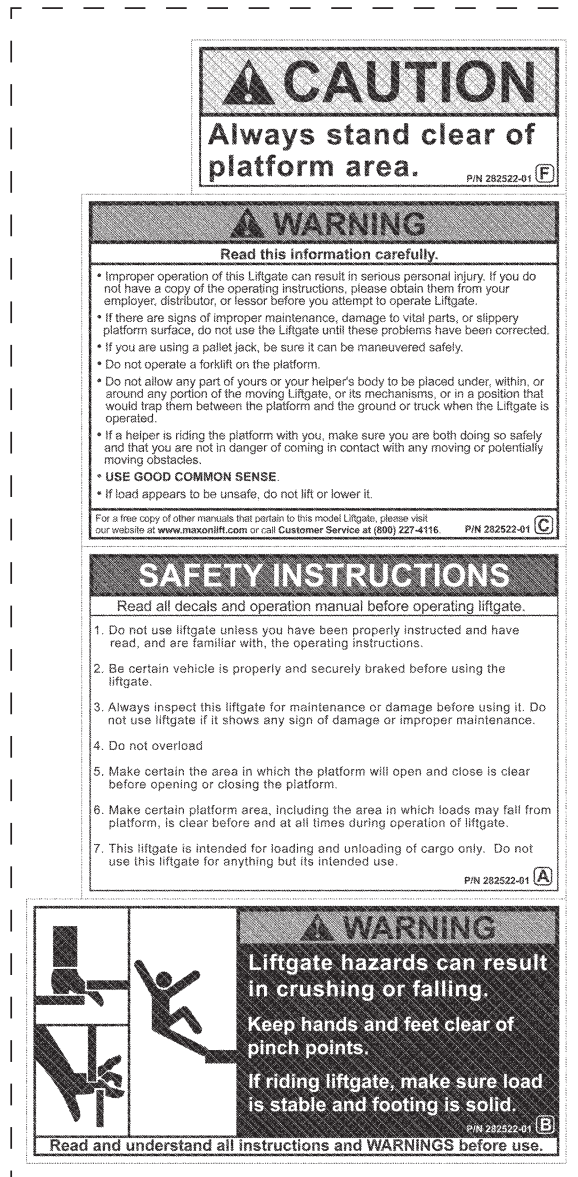 CAUTION
Always stand clear of
platform area.
P/N 282522-01 F
WARNING
Read this information carefully.
• Improper operation of this Liftgate can result in serious personal injury. If you do
not have a copy of the operating instructions, please obtain them from your
employer, distributor, or lessor before you attempt to operate Liftgate.
• If there are signs of improper maintenance, damage to vital parts, or slippery
platform surface, do not use the Liftgate until these problems have been corrected.
• If you are using a pallet jack, be sure it can be maneuvered safely.
• Do not operate a forklift on the platform.
• Do not allow any part of yours or your helper's body to be placed under, within, or
around any portion of the moving Liftgate, or its mechanisms, or in a position that
would trap them between the platform and the ground or truck when the Liftgate is
operated.
• If a helper is riding the platform with you, make sure you are both doing so safely
and that you are not in danger of coming in contact with any moving or potentially
moving obstacles.
• USE GOOD COMMON SENSE.
• If load appears to be unsafe, do not lift or lower it.
For a free copy of other manuals that pertain to this model Liftgate, please visit
our website at www.maxonlift.com or call Customer Service at (800) 227-4116. P/N 282522-01 C
SAFETY INSTRUCTIONS
Read all decals and operation manual before operating liftgate.
1. Do not use liftgate unless you have been properly instructed and have
read, and are familiar with, the operating instructions.
2. Be certain vehicle is properly and securely braked before using the
liftgate.
3. Always inspect this liftgate for maintenance or damage before using it. Do
not use liftgate if it shows any sign of damage or improper maintenance.
4. Do not overload
5. Make certain the area in which the platform will open and close is clear
before opening or closing the platform.
6. Make certain platform area, including the area in which loads may fall from
platform, is clear before and at all times during operation of liftgate.
7. This liftgate is intended for loading and unloading of cargo only. Do not
use this liftgate for anything but its intended use.
P/N 282522-01 A
WARNING
Liftgate hazards can result
in crushing or falling.
Keep hands and feet clear of
pinch points.
If riding liftgate, make sure load
is stable and footing is solid.
P/N 282522-01 B
Read and understand all instructions and WARNINGS before use.